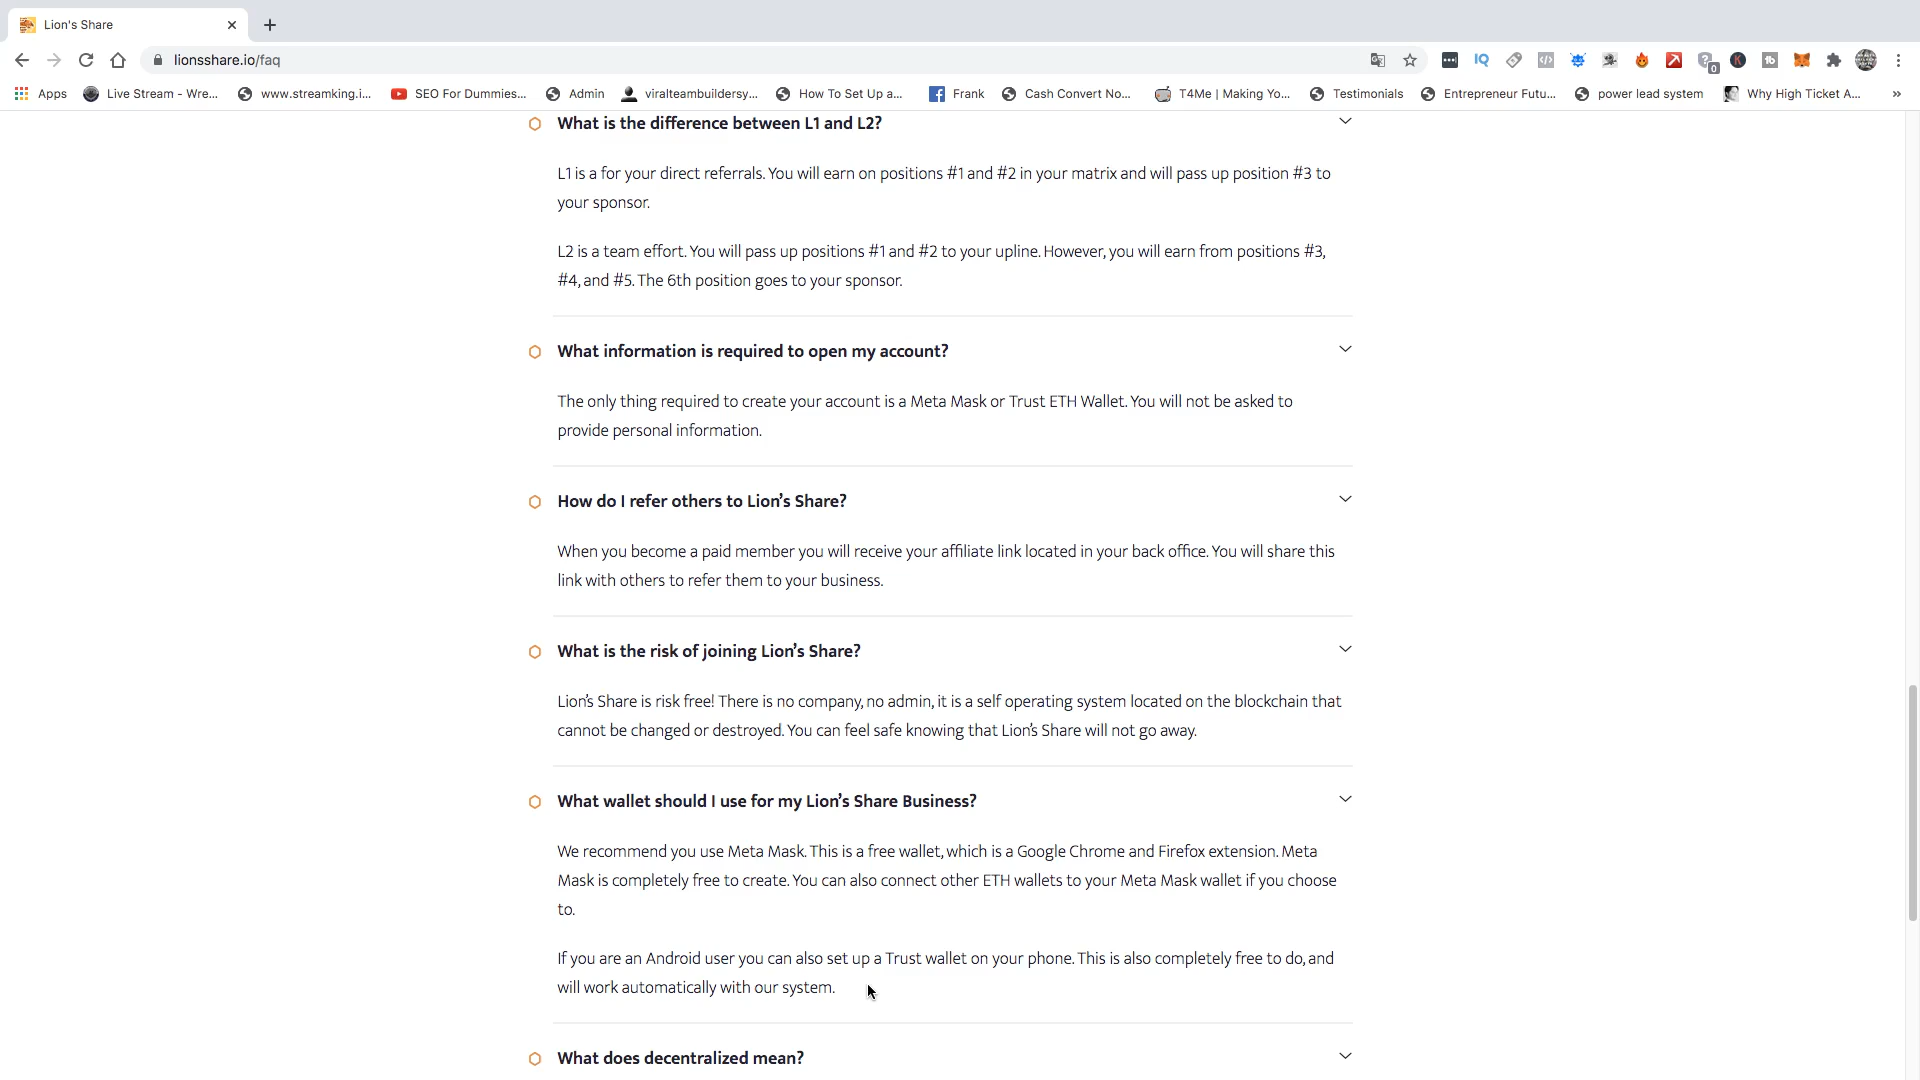 Lion's Share
lionsshare.io/faq
IQ
0
K
tb
Apps
Live Stream - Wre...
www.streamking.i...
SEO For Dummies...
Admin
viralteambuildersy...
How To Set Up a...
Frank
Cash Convert No...
T4Me | Making Yo...
Testimonials
Entrepreneur Futu...
power lead system
Why High Ticket A...
»
What is the difference between L1 and L2?
L1 is a for your direct referrals. You will earn on positions #1 and #2 in your matrix and will pass up position #3 to
your sponsor.
L2 is a team effort. You will pass up positions #1 and #2 to your upline. However, you will earn from positions #3,
#4, and #5. The 6th position goes to your sponsor.
What information is required to open my account?
The only thing required to create your account is a Meta Mask or Trust ETH Wallet. You will not be asked to
provide personal information.
How do I refer others to Lion’s Share?
When you become a paid member you will receive your affiliate link located in your back office. You will share this
link with others to refer them to your business.
What is the risk of joining Lion’s Share?
Lion’s Share is risk free! There is no company, no admin, it is a self operating system located on the blockchain that
cannot be changed or destroyed. You can feel safe knowing that Lion’s Share will not go away.
What wallet should I use for my Lion’s Share Business?
We recommend you use Meta Mask. This is a free wallet, which is a Google Chrome and Firefox extension. Meta
Mask is completely free to create. You can also connect other ETH wallets to your Meta Mask wallet if you choose
to.
If you are an Android user you can also set up a Trust wallet on your phone. This is also completely free to do, and
will work automatically with our system.
What does decentralized mean?